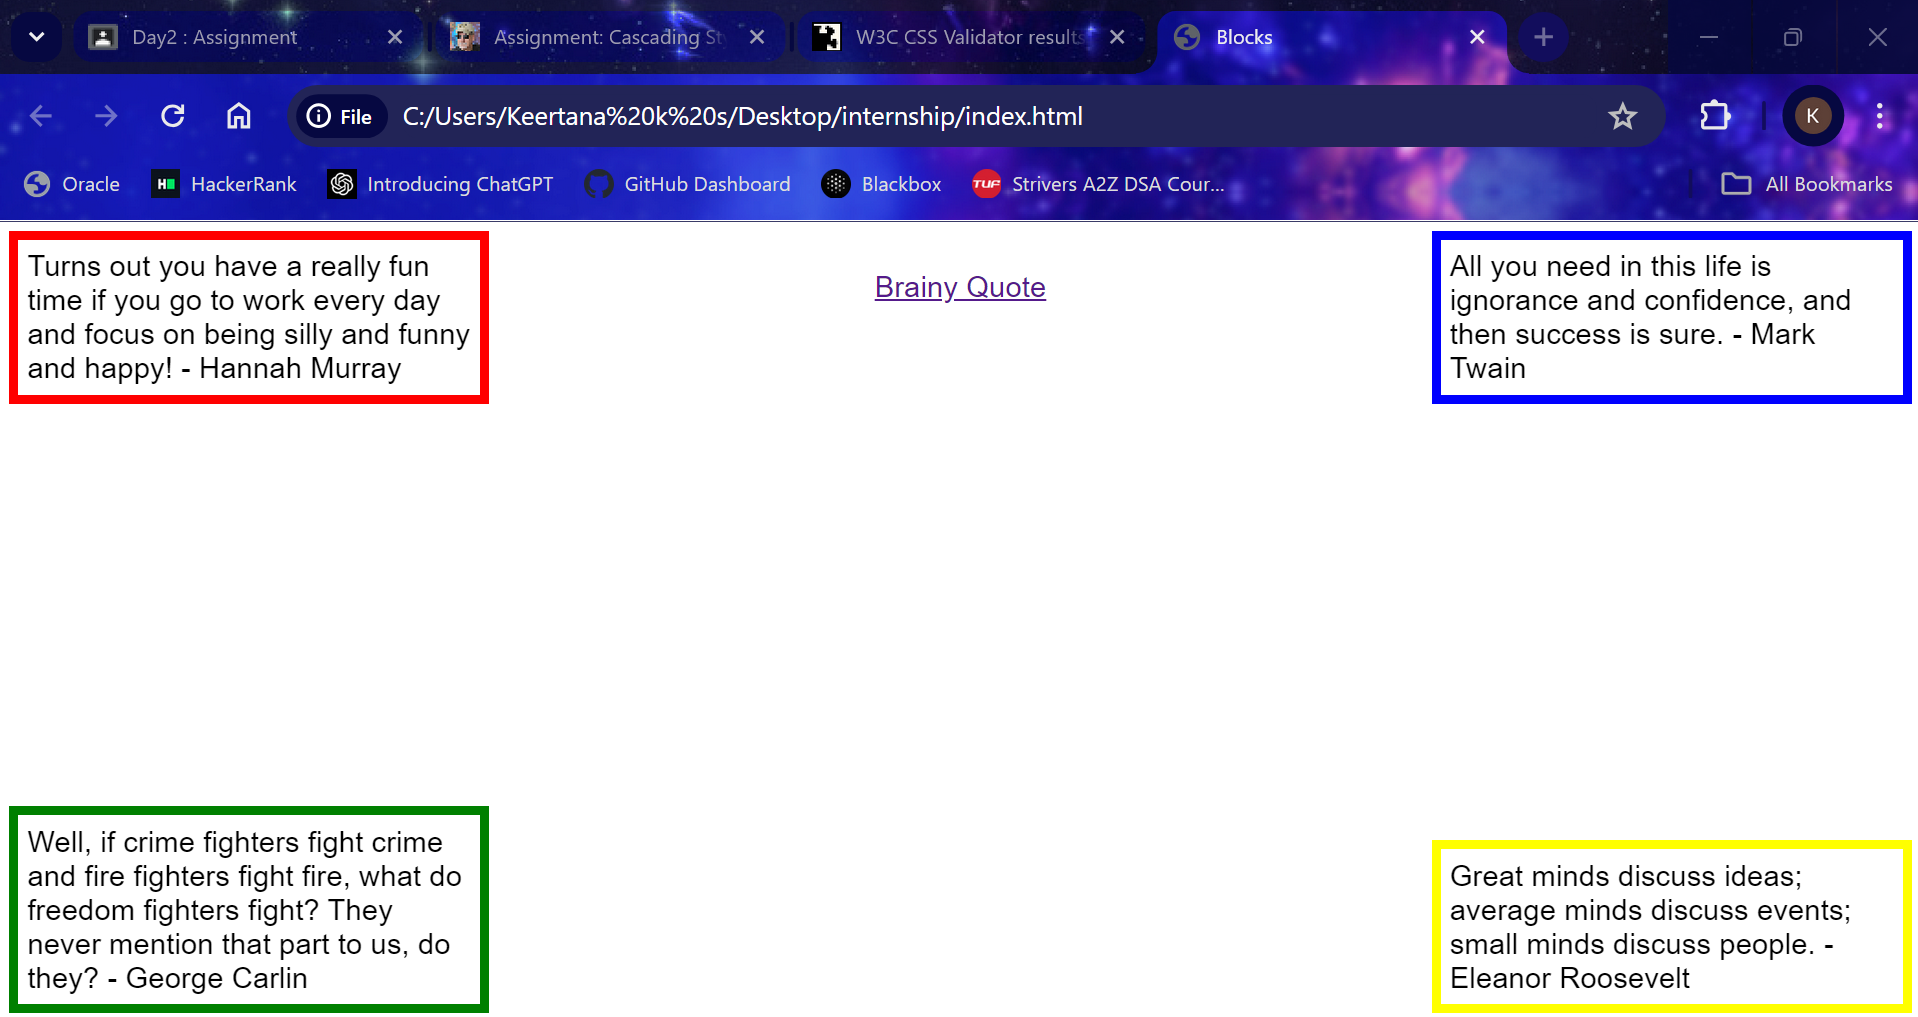 Day2 : Assignment
Assignment: Cascading St
W3C CSS Validator results
Blocks
File
C:/Users/Keertana%20k%20s/Desktop/internship/index.html
K
Oracle
HackerRank
Introducing ChatGPT
GitHub Dashboard
Blackbox
TUF
Strivers A2Z DSA Cour...
All Bookmarks
Turns out you have a really fun
time if you go to work every day
and focus on being silly and funny
and happy! - Hannah Murray
Brainy Quote
All you need in this life is
ignorance and confidence, and
then success is sure. - Mark
Twain
Well, if crime fighters fight crime
and fire fighters fight fire, what do
freedom fighters fight? They
never mention that part to us, do
they? - George Carlin
Great minds discuss ideas;
average minds discuss events;
small minds discuss people. -
Eleanor Roosevelt